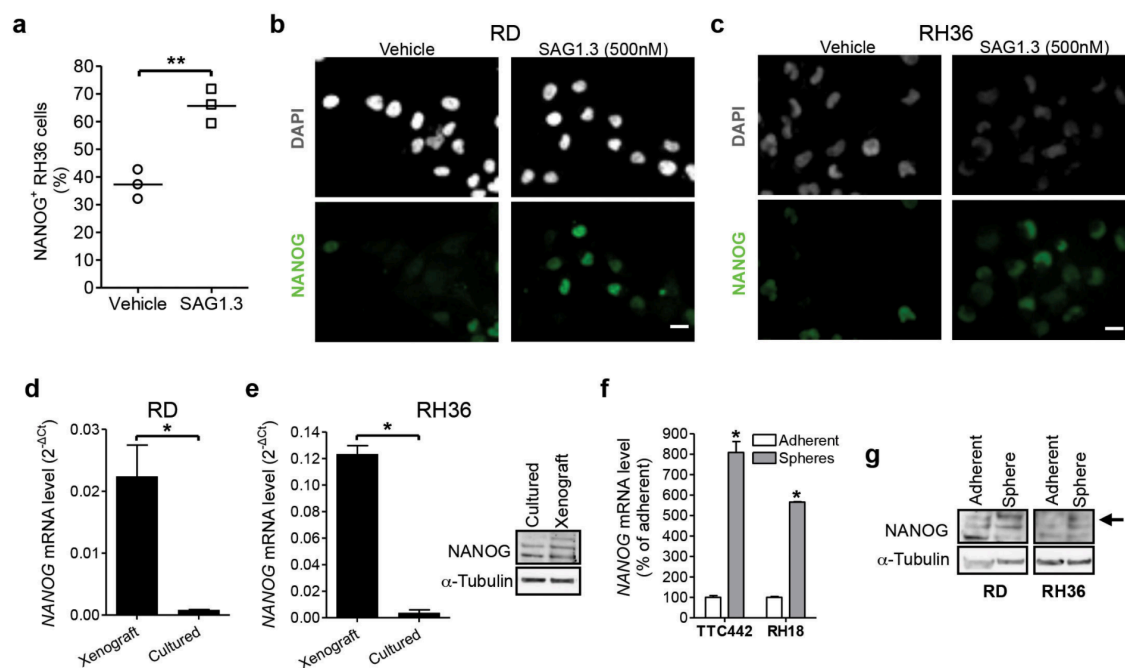 a
NANOG⁺ RH36 cells
(%)
80
70
60
50
40
30
20
10
0
**
Vehicle
SAG1.3
b
RD
Vehicle
SAG1.3 (500nM)
DAPI
NANOG
c
RH36
Vehicle
SAG1.3 (500nM)
DAPI
NANOG
d
RD
NANOG mRNA level (2^-ΔCt)
0.03
0.02
0.01
0.00
*
Xenograft
Cultured
e
RH36
NANOG mRNA level (2^-ΔCt)
0.14
0.12
0.10
0.08
0.06
0.04
0.02
0.00
*
Xenograft
Cultured
Cultured
Xenograft
NANOG
α-Tubulin
f
NANOG mRNA level
(% of adherent)
900
800
700
600
500
400
300
200
100
0
Adherent
Spheres
*
*
TTC442
RH18
g
Adherent
Sphere
Adherent
Sphere
NANOG
α-Tubulin
RD
RH36